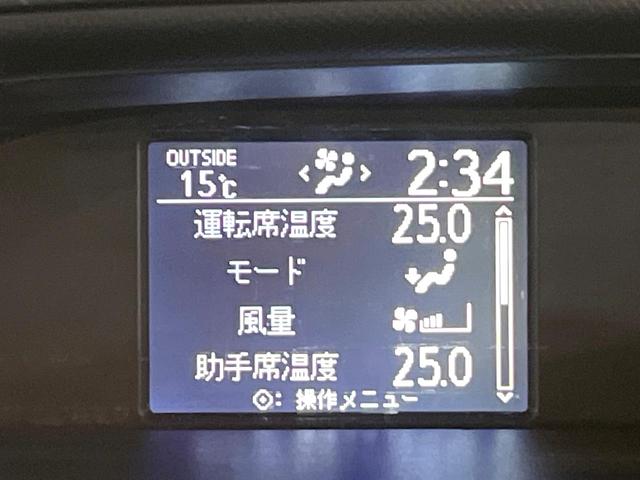 OUTSIDE
15℃
2:34
運転席温度 25.0
モード
風量
助手席温度 25.0
: 操作メニュー